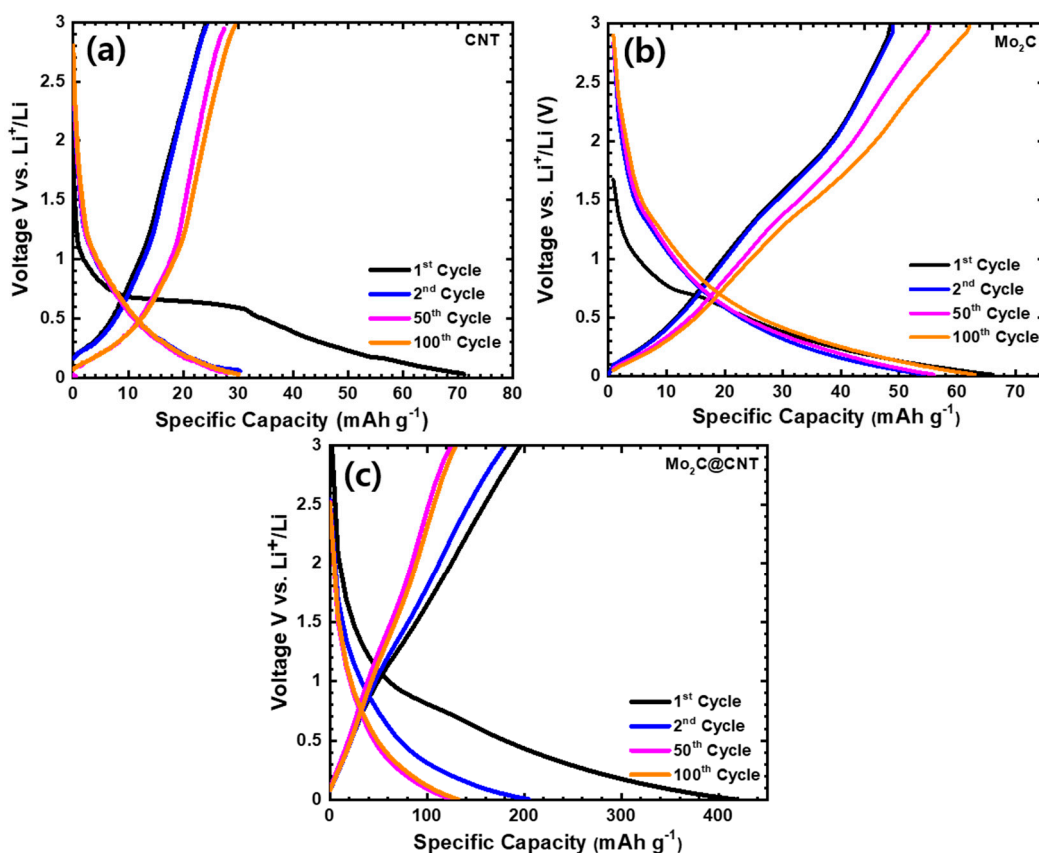 (a)
CNT
3
2.5
2
1.5
1
0.5
0
Voltage V vs. Li⁺/Li
1ˢᵗ Cycle
2ⁿᵈ Cycle
50ᵗʰ Cycle
100ᵗʰ Cycle
0 10 20 30 40 50 60 70 80
Specific Capacity (mAh g⁻¹)
(b)
Mo₂C
3
2.5
2
1.5
1
0.5
0
Voltage vs. Li⁺/Li (V)
1ˢᵗ Cycle
2ⁿᵈ Cycle
50ᵗʰ Cycle
100ᵗʰ Cycle
0 10 20 30 40 50 60 70
Specific Capacity (mAh g⁻¹)
(c)
Mo₂C@CNT
3
2.5
2
1.5
1
0.5
0
Voltage V vs. Li⁺/Li
1ˢᵗ Cycle
2ⁿᵈ Cycle
50ᵗʰ Cycle
100ᵗʰ Cycle
0 100 200 300 400
Specific Capacity (mAh g⁻¹)